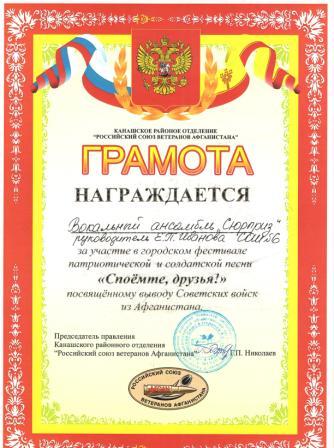 КАНАШСКОЕ РАЙОННОЕ ОТДЕЛЕНИЕ
"РОССИЙСКИЙ СОЮЗ ВЕТЕРАНОВ АФГАНИСТАНА"
ГРАМОТА
НАГРАЖДАЕТСЯ
Вокальный ансамбль "Сюрприз"
руководитель Е.П. Иванова
за участие в городском фестивале
патриотической и солдатской песни
«Споёмте, друзья!»
посвящённому выводу Советских войск
из Афганистана.
Председатель правления
Канашского районного отделения
"Российский союз ветеранов Афганистана"
Г.П. Николаев
РОССИЙСКИЙ СОЮЗ
ВЕТЕРАНОВ АФГАНИСТАНА